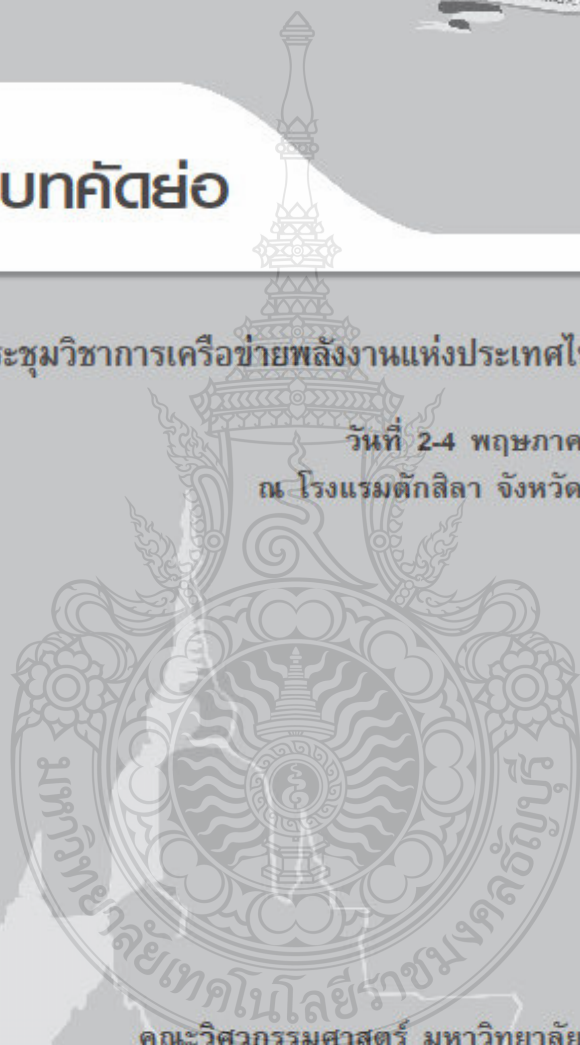 บทคัดย่อ
ะชุมวิชาการเครือข่ายพลังงานแห่งประเทศไ
วันที่ 2-4 พฤษภาค
ณ โรงแรมตักสิลา จังหวัด
มหาวิทยาลัยเทคโนโลยีราชมงคลธัญบุรี
คณะวิศวกรรมศาสตร์ มหาวิทยาลัย